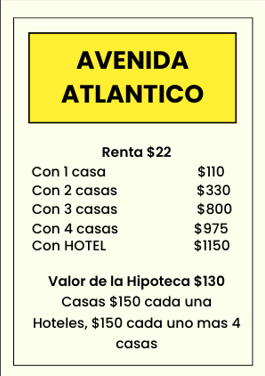 AVENIDA
ATLANTICO
Renta $22
Con 1 casa $110
Con 2 casas $330
Con 3 casas $800
Con 4 casas $975
Con HOTEL $1150
Valor de la Hipoteca $130
Casas $150 cada una
Hoteles, $150 cada uno mas 4
casas